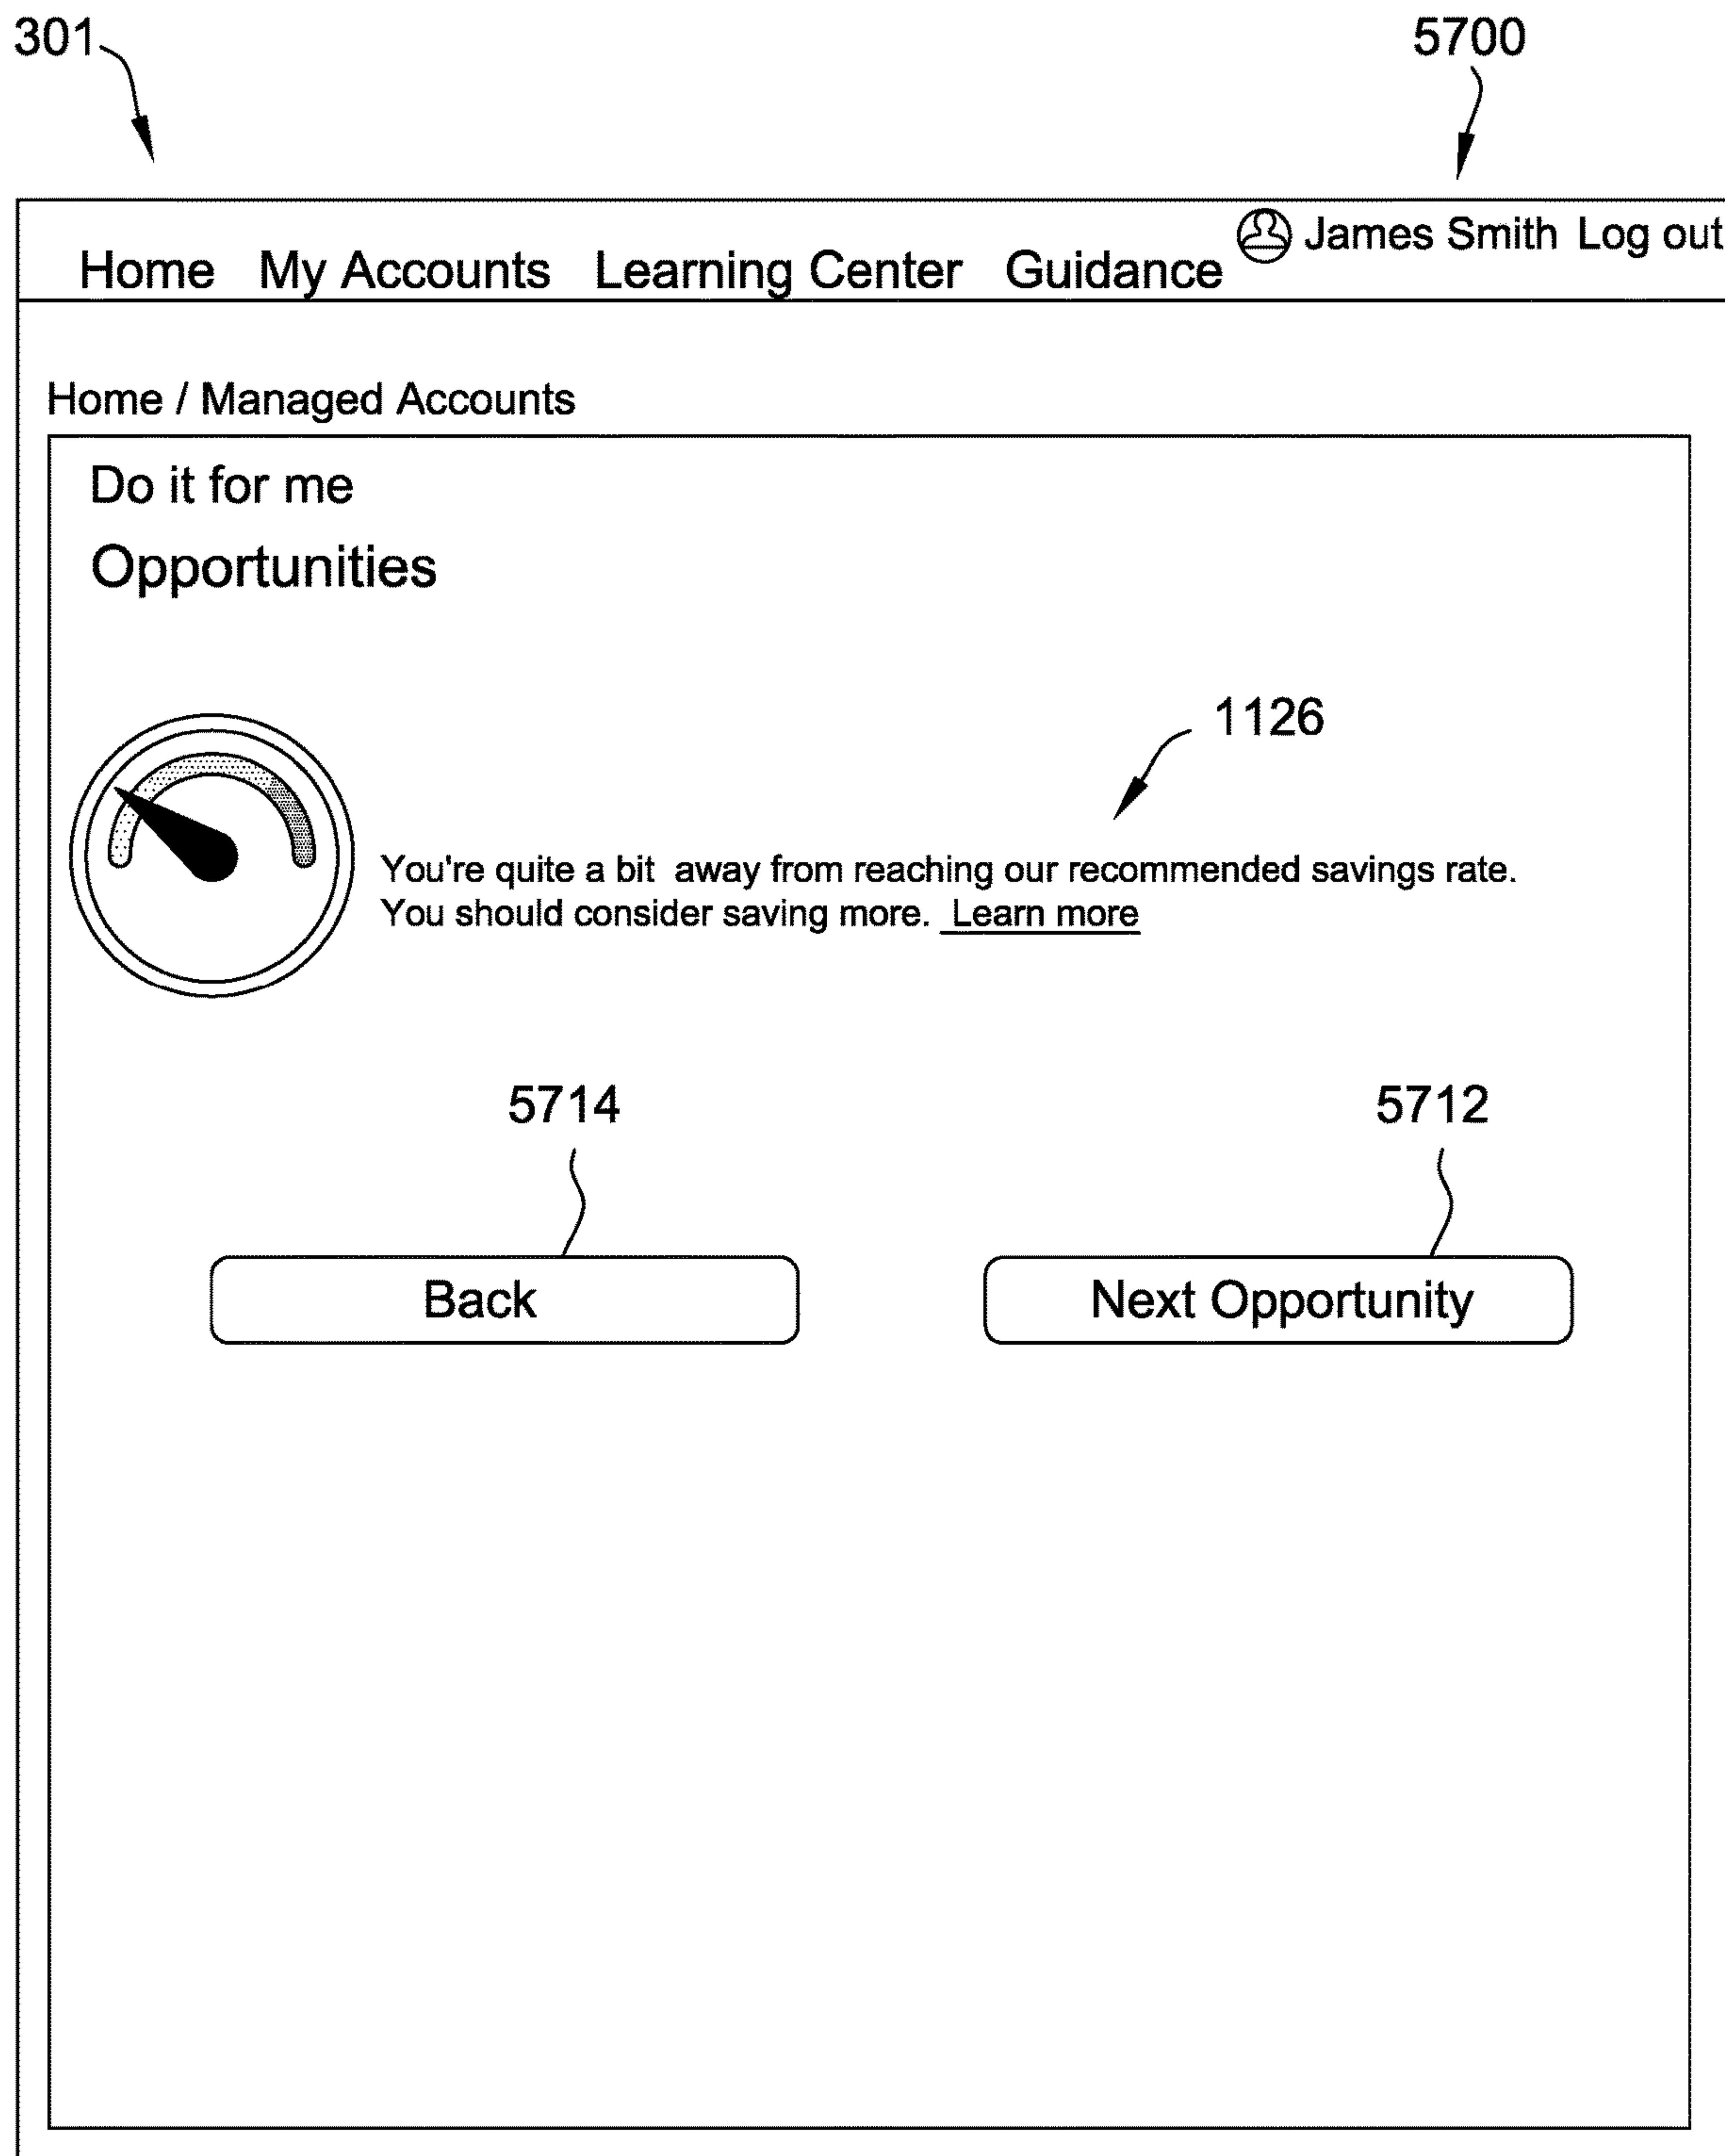 301
5700
Home My Accounts Learning Center Guidance James Smith Log out
Home / Managed Accounts
Do it for me
Opportunities
1126
You're quite a bit away from reaching our recommended savings rate.
You should consider saving more. Learn more
5714
5712
Back
Next Opportunity